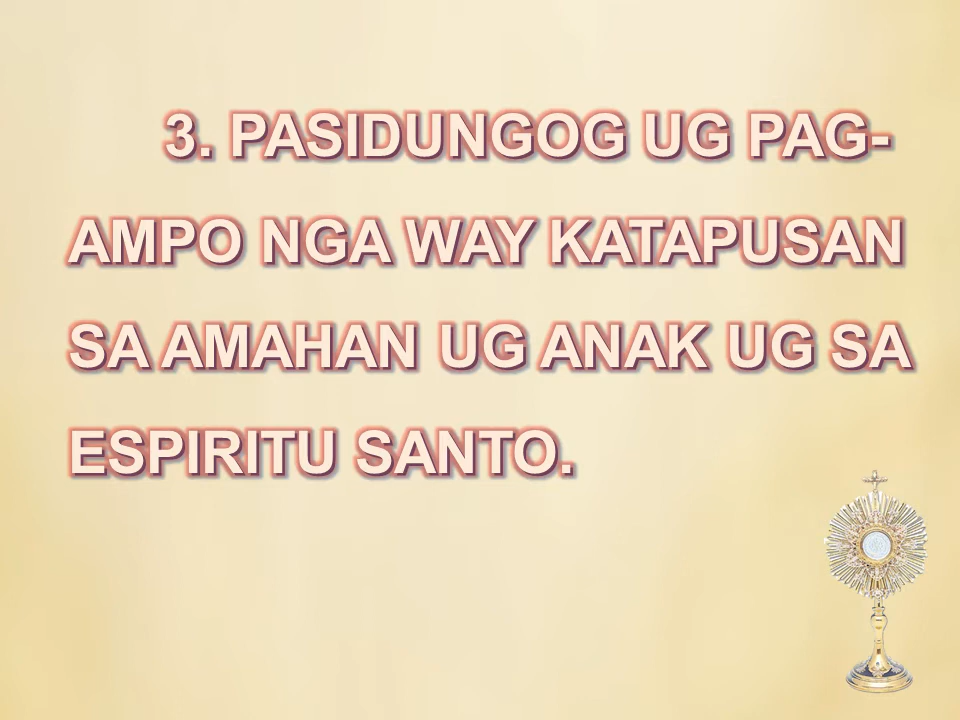 3. PASIDUNGOG UG PAG-
AMPO NGA WAY KATAPUSAN
SA AMAHAN UG ANAK UG SA
ESPIRITU SANTO.